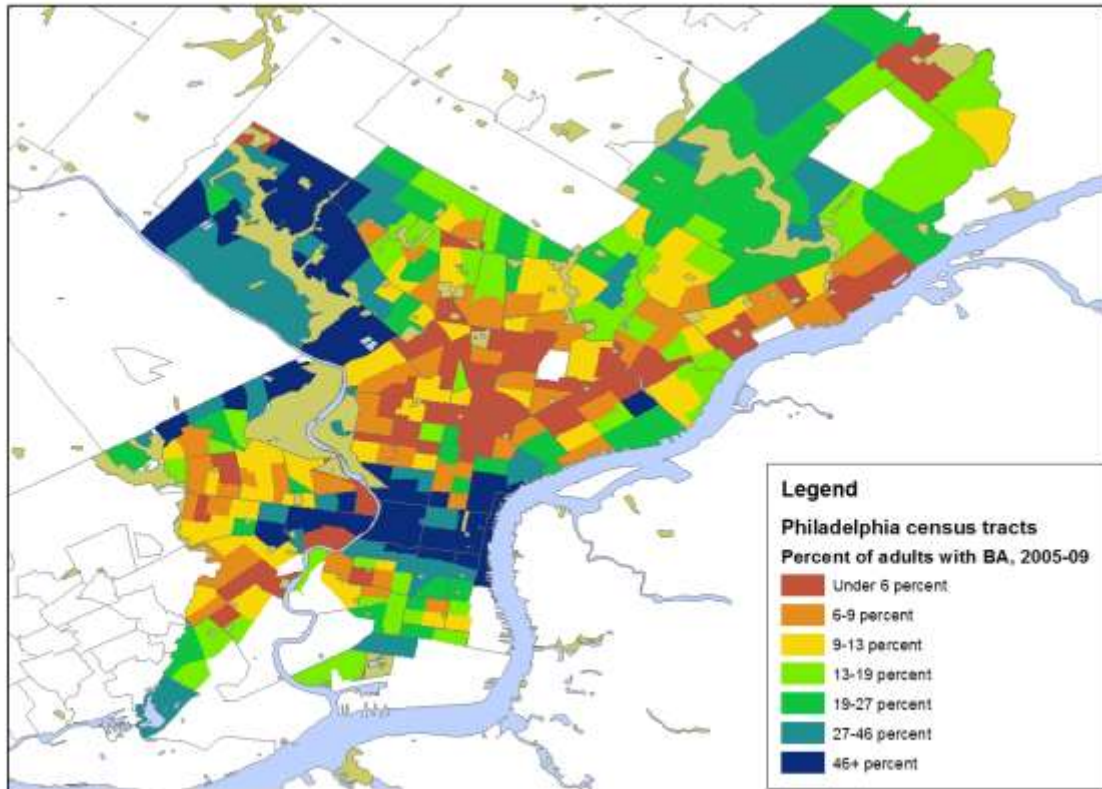 Legend
Philadelphia census tracts
Percent of adults with BA, 2005-09
Under 6 percent
6-9 percent
9-13 percent
13-19 percent
19-27 percent
27-46 percent
46+ percent